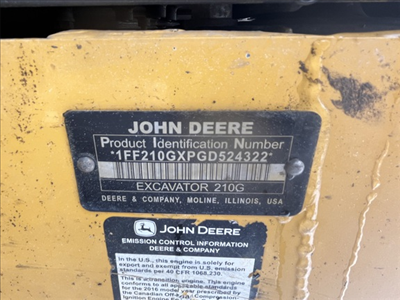 JOHN DEERE
Product Identification Number
*1FF210GXPGD524322*
EXCAVATOR 210G
DEERE & COMPANY, MOLINE, ILLINOIS, USA
JOHN DEERE
EMISSION CONTROL INFORMATION
DEERE & COMPANY
In the U.S., this engine is solely for
export and exempt from U.S. emission
standards per 40 CFR 1068.230.
This is a transition engine. This engine
conforms to all applicable standards
for the 2016 model year
the Canadian Off-Road Compression
Ignition Engine